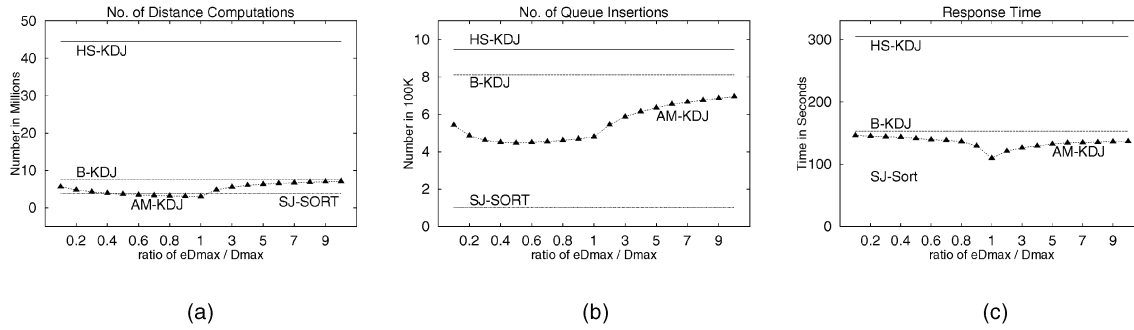 No. of Distance Computations
50
40
30
20
10
0
Number in Millions
HS-KDJ
B-KDJ
AM-KDJ
SJ-SORT
0.2 0.4 0.6 0.8 1 3 5 7 9
ratio of eDmax / Dmax
(a)
No. of Queue Insertions
10
8
6
4
2
0
Number in 100K
HS-KDJ
B-KDJ
AM-KDJ
SJ-SORT
0.2 0.4 0.6 0.8 1 3 5 7 9
ratio of eDmax / Dmax
(b)
Response Time
300
200
100
0
Time in Seconds
HS-KDJ
B-KDJ
AM-KDJ
SJ-Sort
0.2 0.4 0.6 0.8 1 3 5 7 9
ratio of eDmax / Dmax
(c)